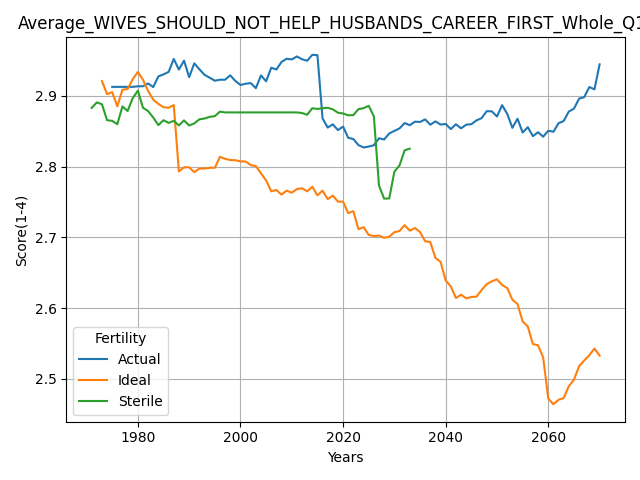 Average_WIVES_SHOULD_NOT_HELP_HUSBANDS_CAREER_FIRST_Whole_Q1
Score(1-4)
2.9
2.8
2.7
2.6
2.5
Fertility
Actual
Ideal
Sterile
1980 2000 2020 2040 2060
Years